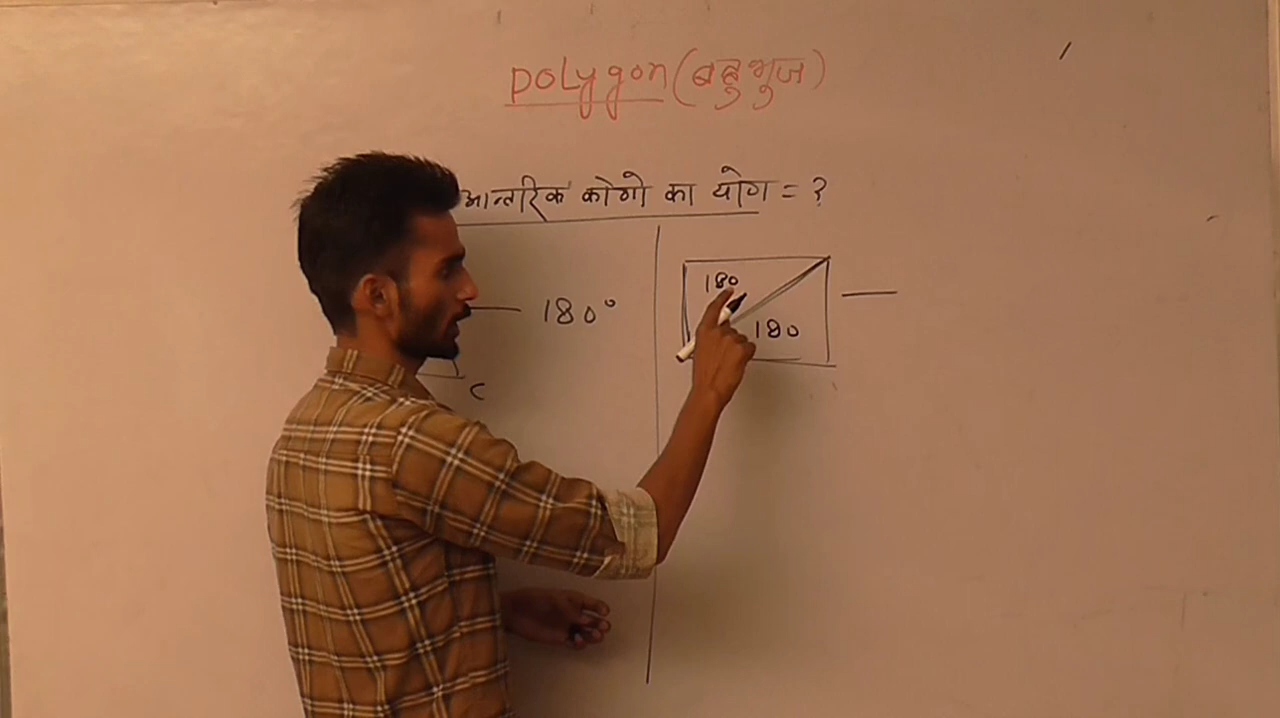 polygon (बहुभुज)
आन्तरिक कोणो का योग = ?
180°
C
180
180